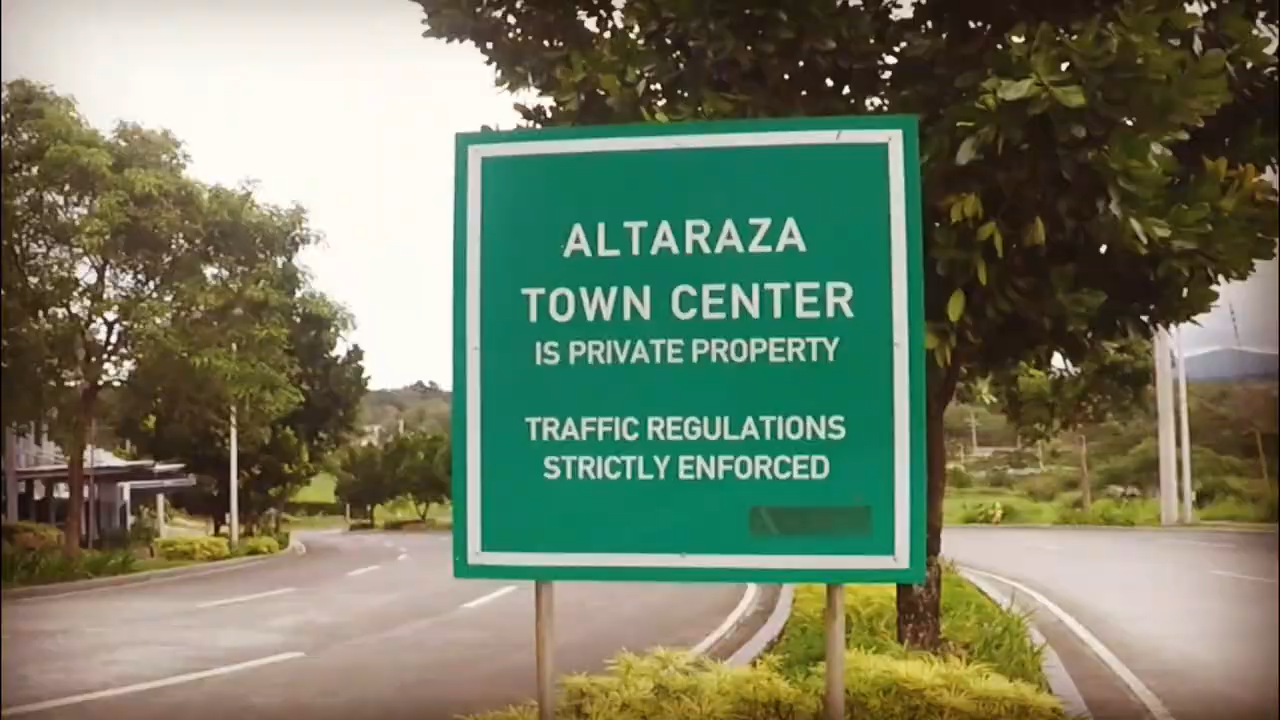 ALTARAZA
TOWN CENTER
IS PRIVATE PROPERTY
TRAFFIC REGULATIONS
STRICTLY ENFORCED